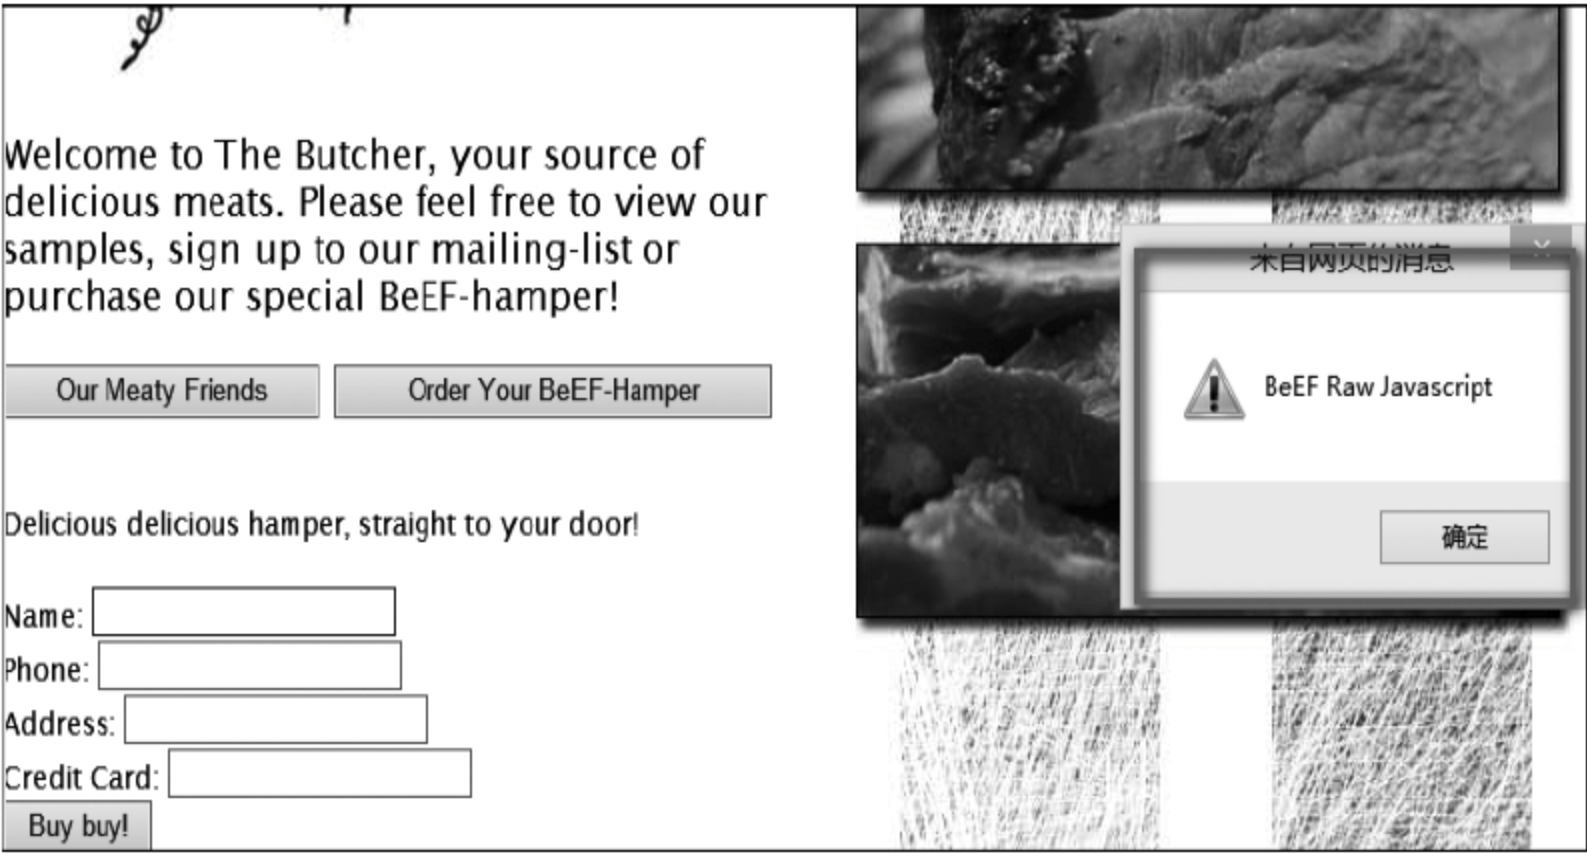 Welcome to The Butcher, your source of
delicious meats. Please feel free to view our
samples, sign up to our mailing-list or
purchase our special BeEF-hamper!
Our Meaty Friends
Order Your BeEF-Hamper
Delicious delicious hamper, straight to your door!
Name:
Phone:
Address:
Credit Card:
Buy buy!
来自网页的消息
X
BeEF Raw Javascript
确定